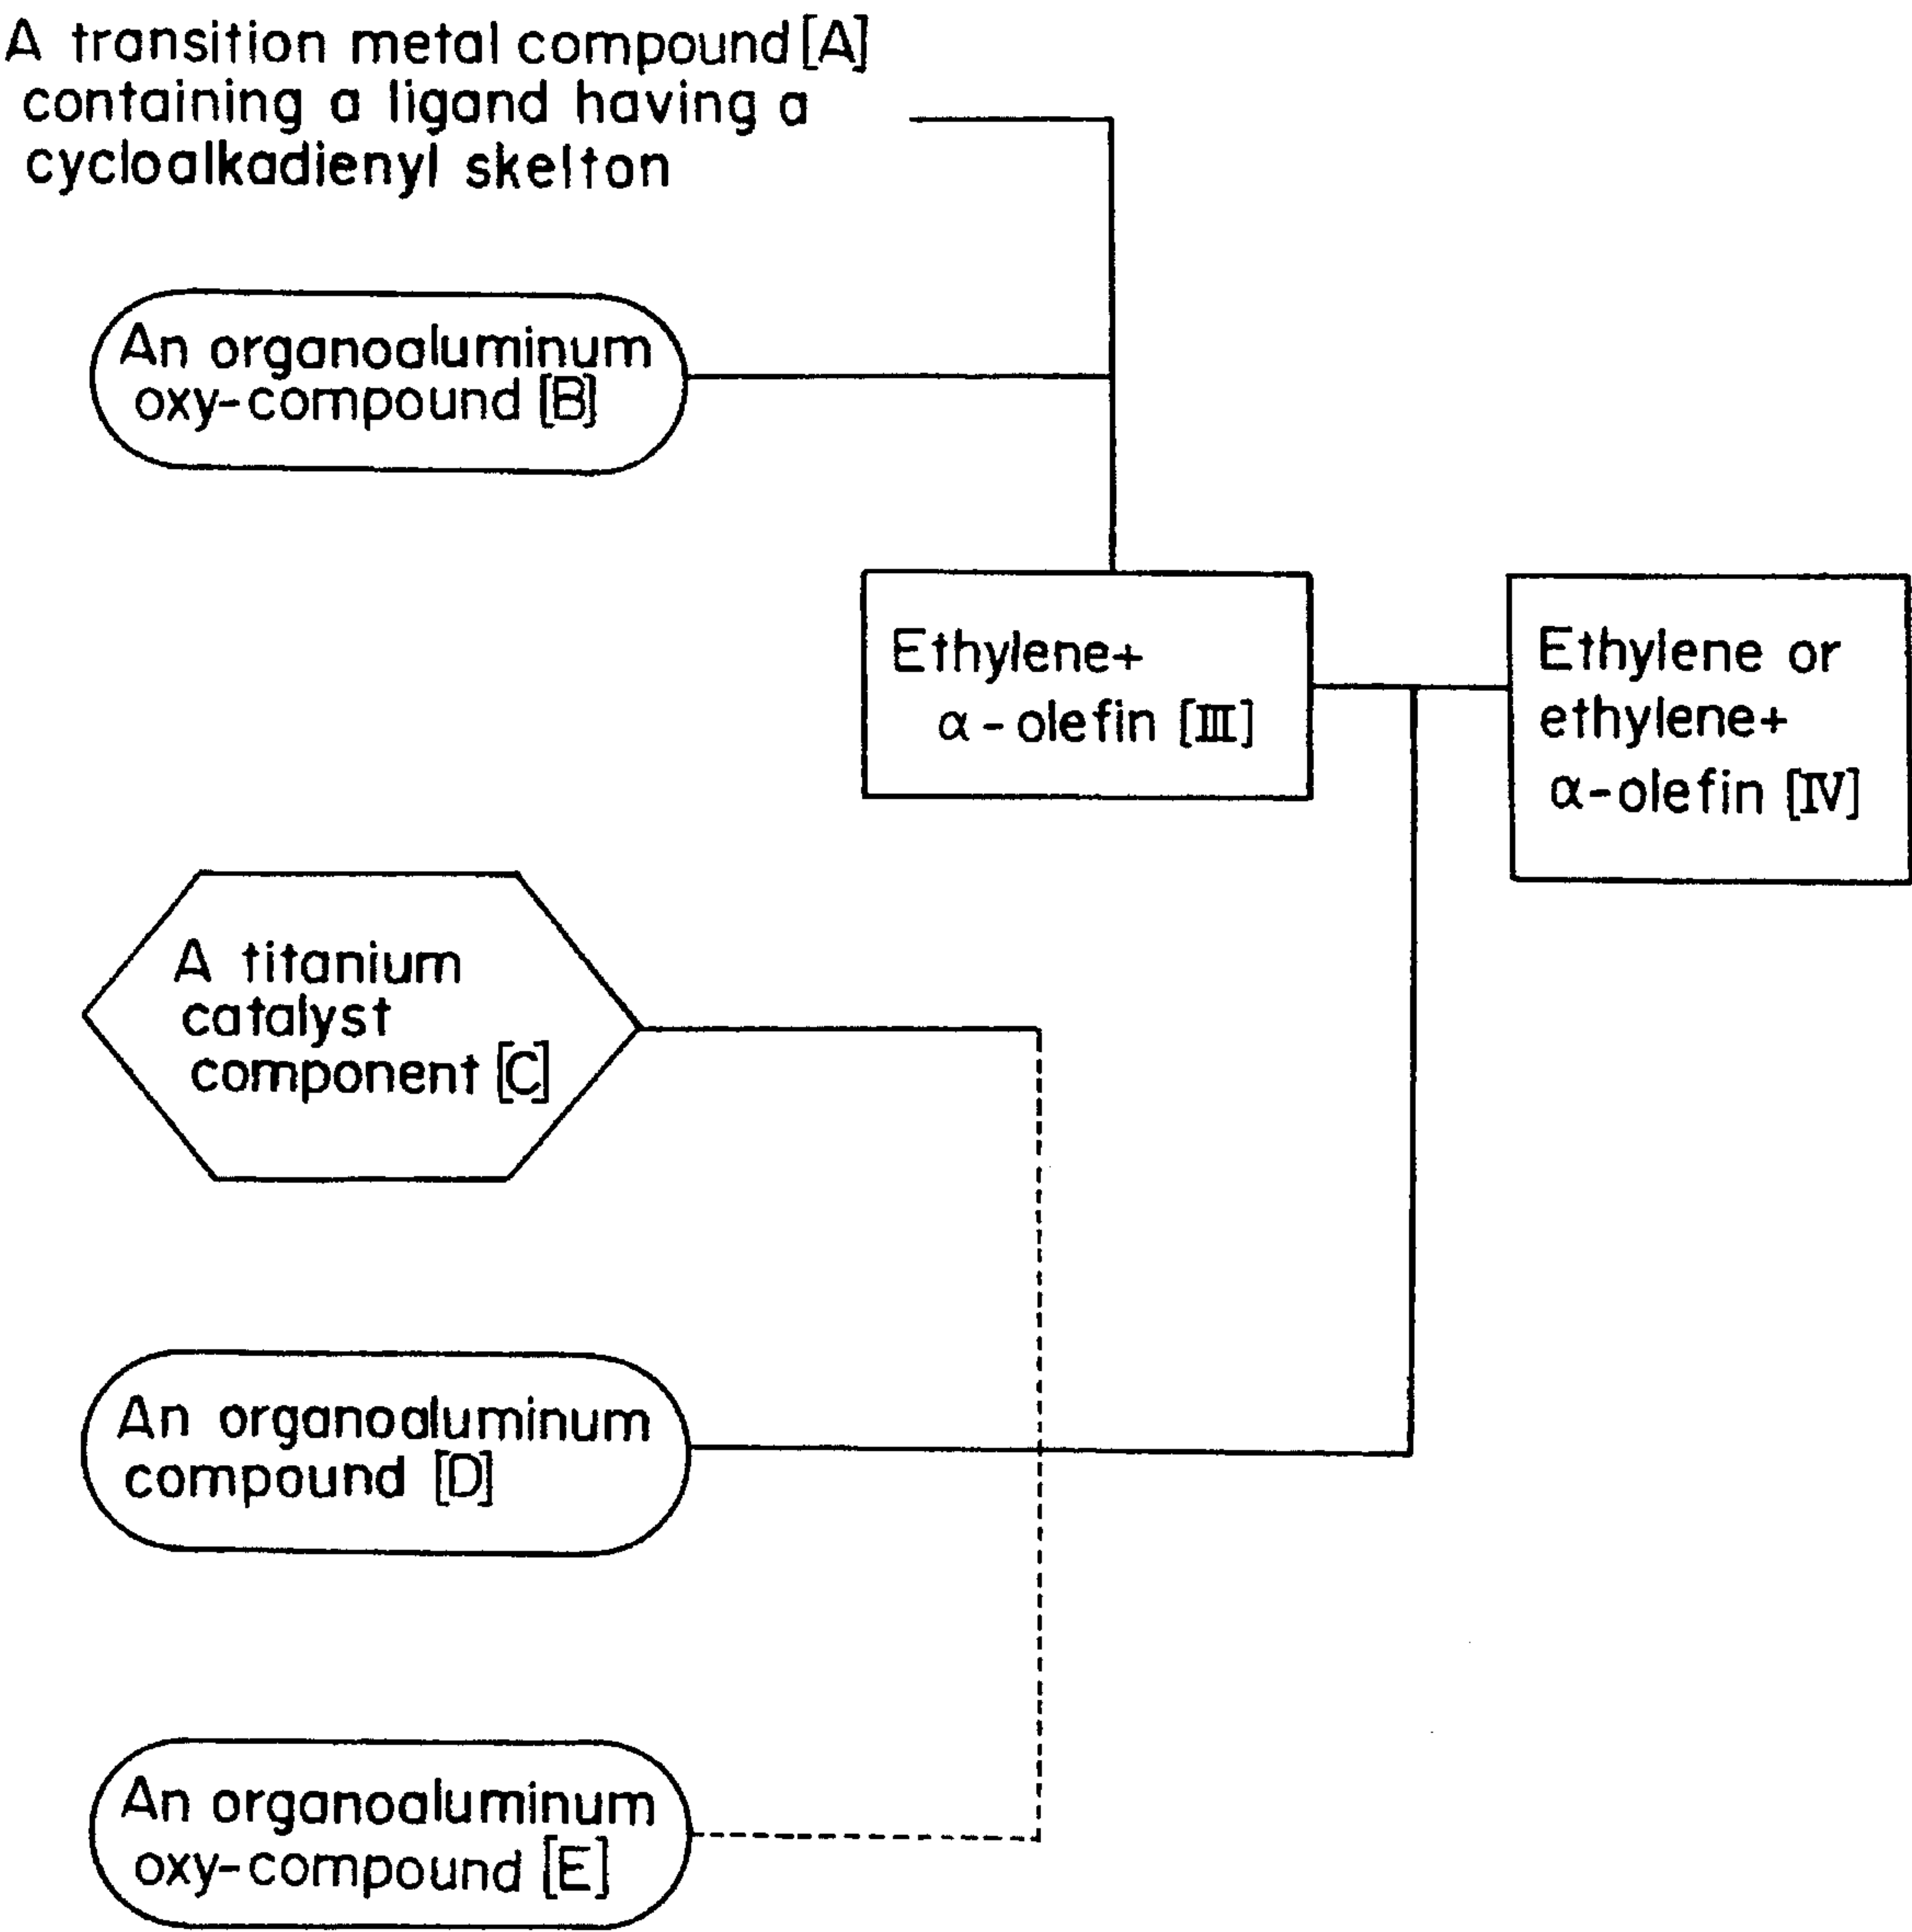 A transition metal compound [A]
containing a ligand having a
cycloalkadienyl skelton
An organoaluminum
oxy-compound [B]
Ethylene+
α-olefin [III]
Ethylene or
ethylene+
α-olefin [IV]
A titanium
catalyst
component [C]
An organoaluminum
compound [D]
An organoaluminum
oxy-compound [E]